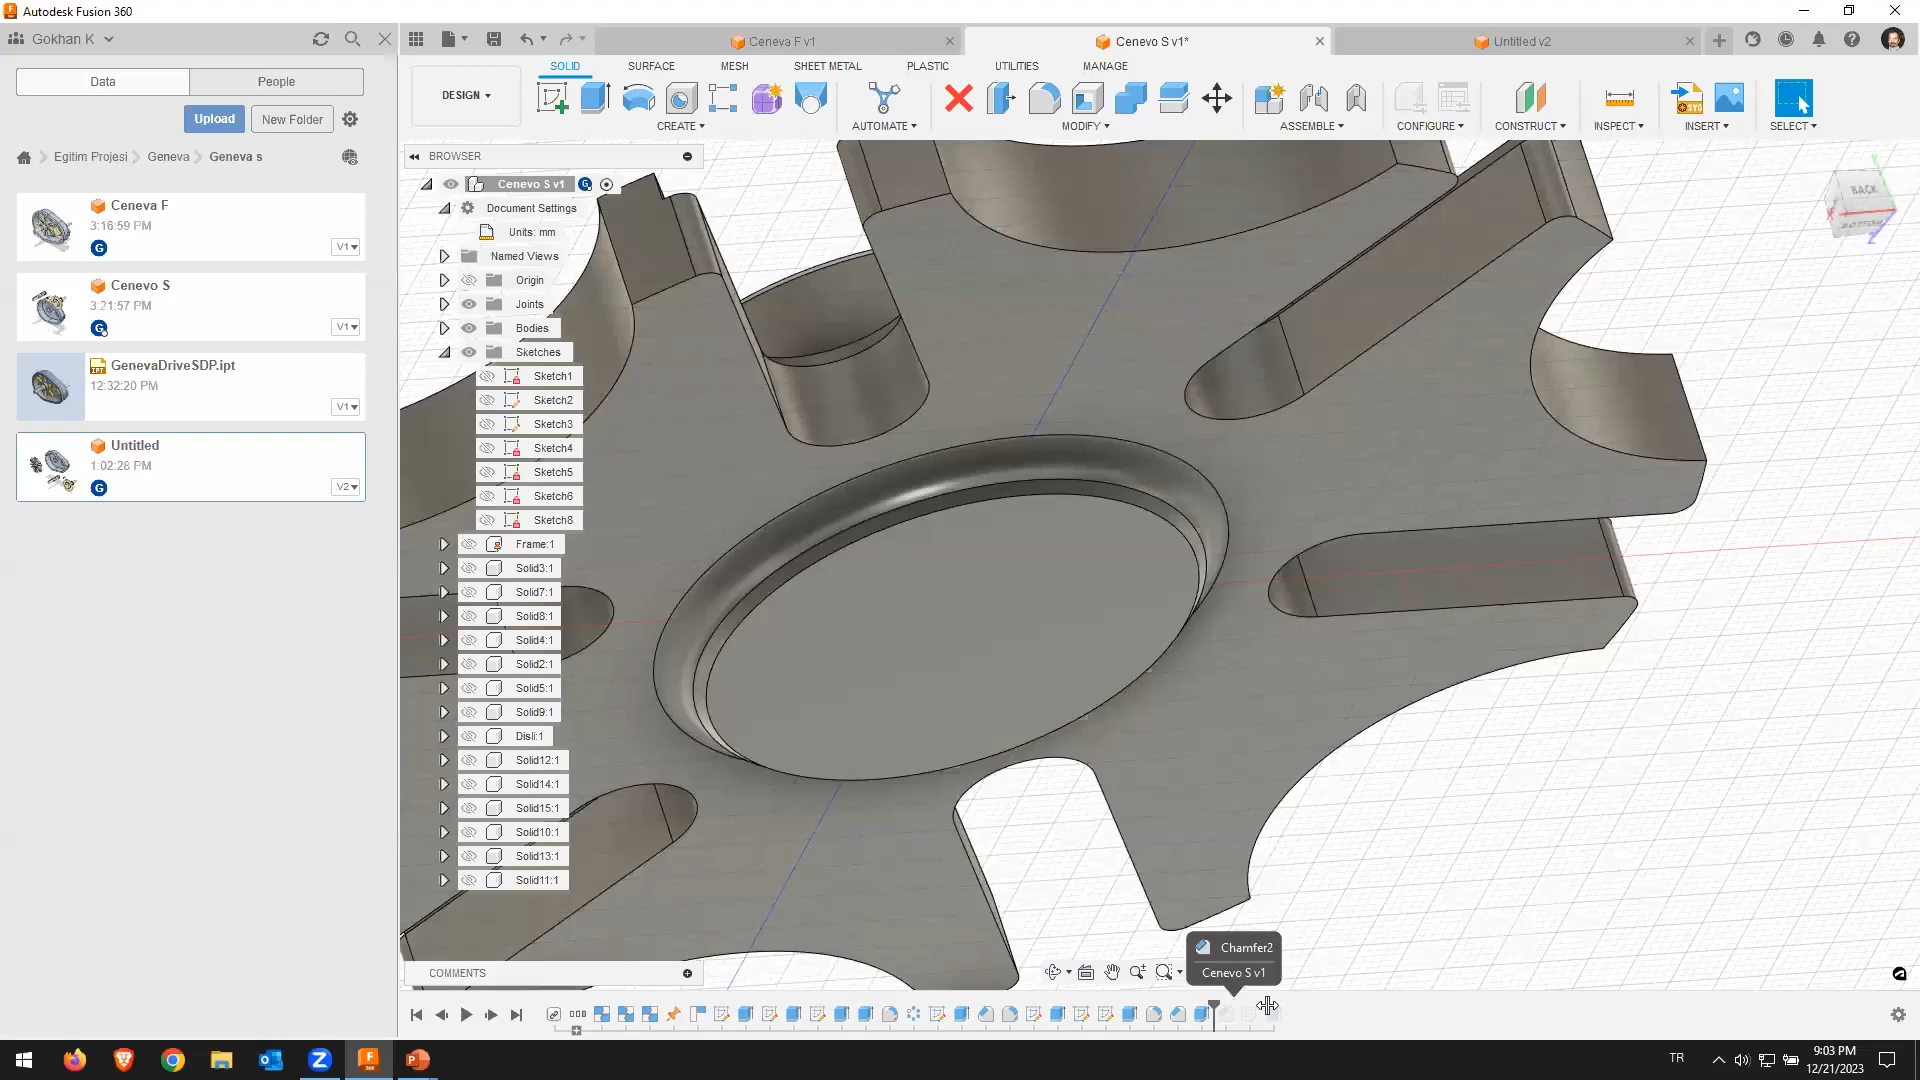 Autodesk Fusion 360
Gokhan K
Ceneva F v1
Cenevo S v1*
Untitled v2
Data
People
Upload
New Folder
Egitim Projesi
Geneva
Geneva s
Ceneva F
3:16:59 PM
V1
Cenevo S
3:21:57 PM
V1
GenevaDriveSDP.ipt
12:32:20 PM
V1
Untitled
1:02:28 PM
V2
DESIGN
SOLID
SURFACE
MESH
SHEET METAL
PLASTIC
UTILITIES
MANAGE
CREATE
AUTOMATE
MODIFY
ASSEMBLE
CONFIGURE
CONSTRUCT
INSPECT
INSERT
SELECT
BROWSER
Cenevo S v1
Document Settings
Units: mm
Named Views
Origin
Joints
Bodies
Sketches
Sketch1
Sketch2
Sketch3
Sketch4
Sketch5
Sketch6
Sketch8
Frame:1
Solid3:1
Solid7:1
Solid8:1
Solid4:1
Solid2:1
Solid5:1
Solid9:1
Disli:1
Solid12:1
Solid14:1
Solid15:1
Solid10:1
Solid13:1
Solid11:1
BACK
COMMENTS
Chamfer2
Cenevo S v1
TR
9:03 PM
12/21/2023